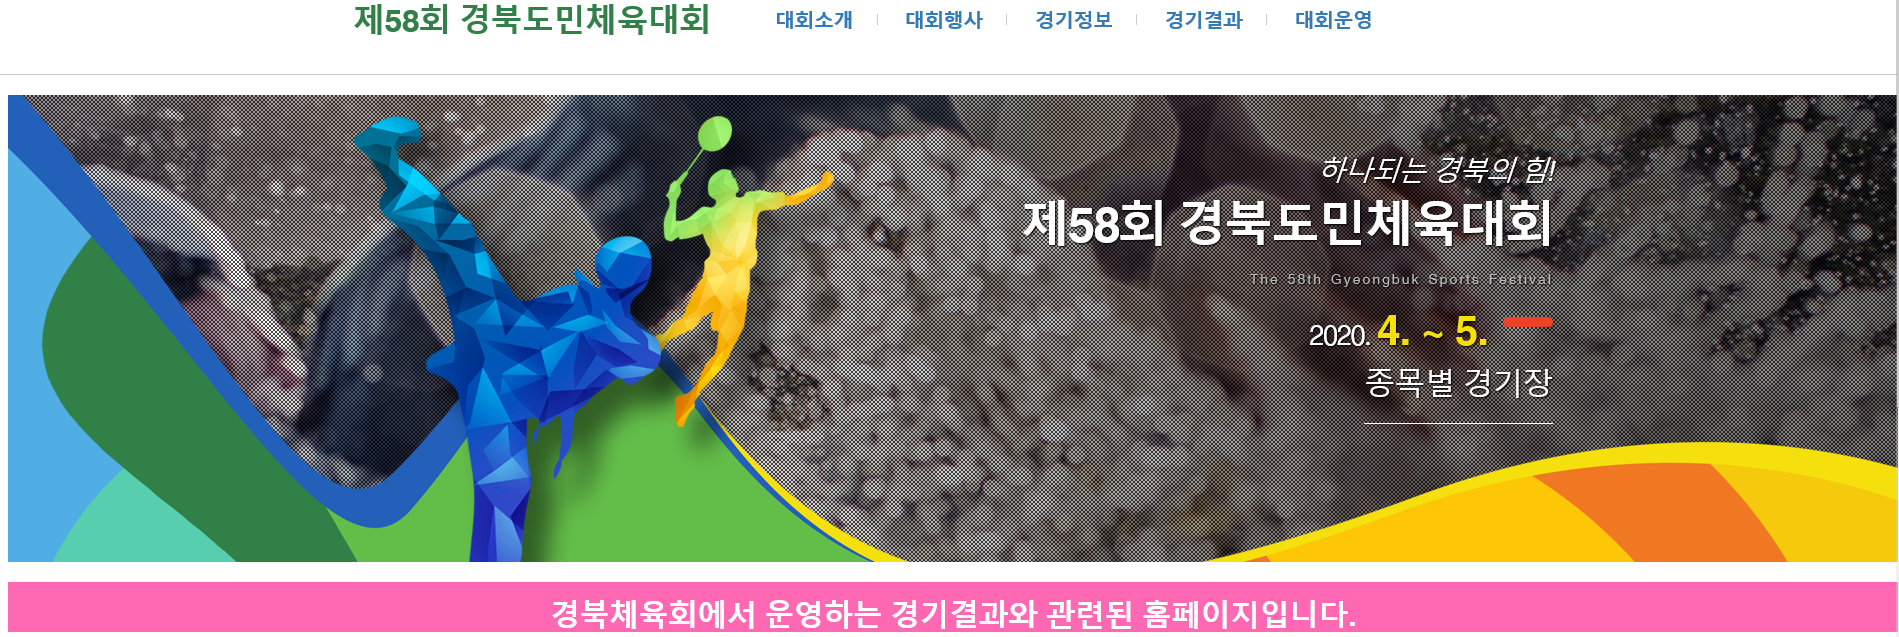 제58회 경북도민체육대회
대회소개 대회행사 경기정보 경기결과 대회운영
하나되는 경북의 힘!
제58회 경북도민체육대회
The 58th Gyeongbuk Sports Festival
2020. 4. ~ 5.
종목별 경기장
경북체육회에서 운영하는 경기결과와 관련된 홈페이지입니다.